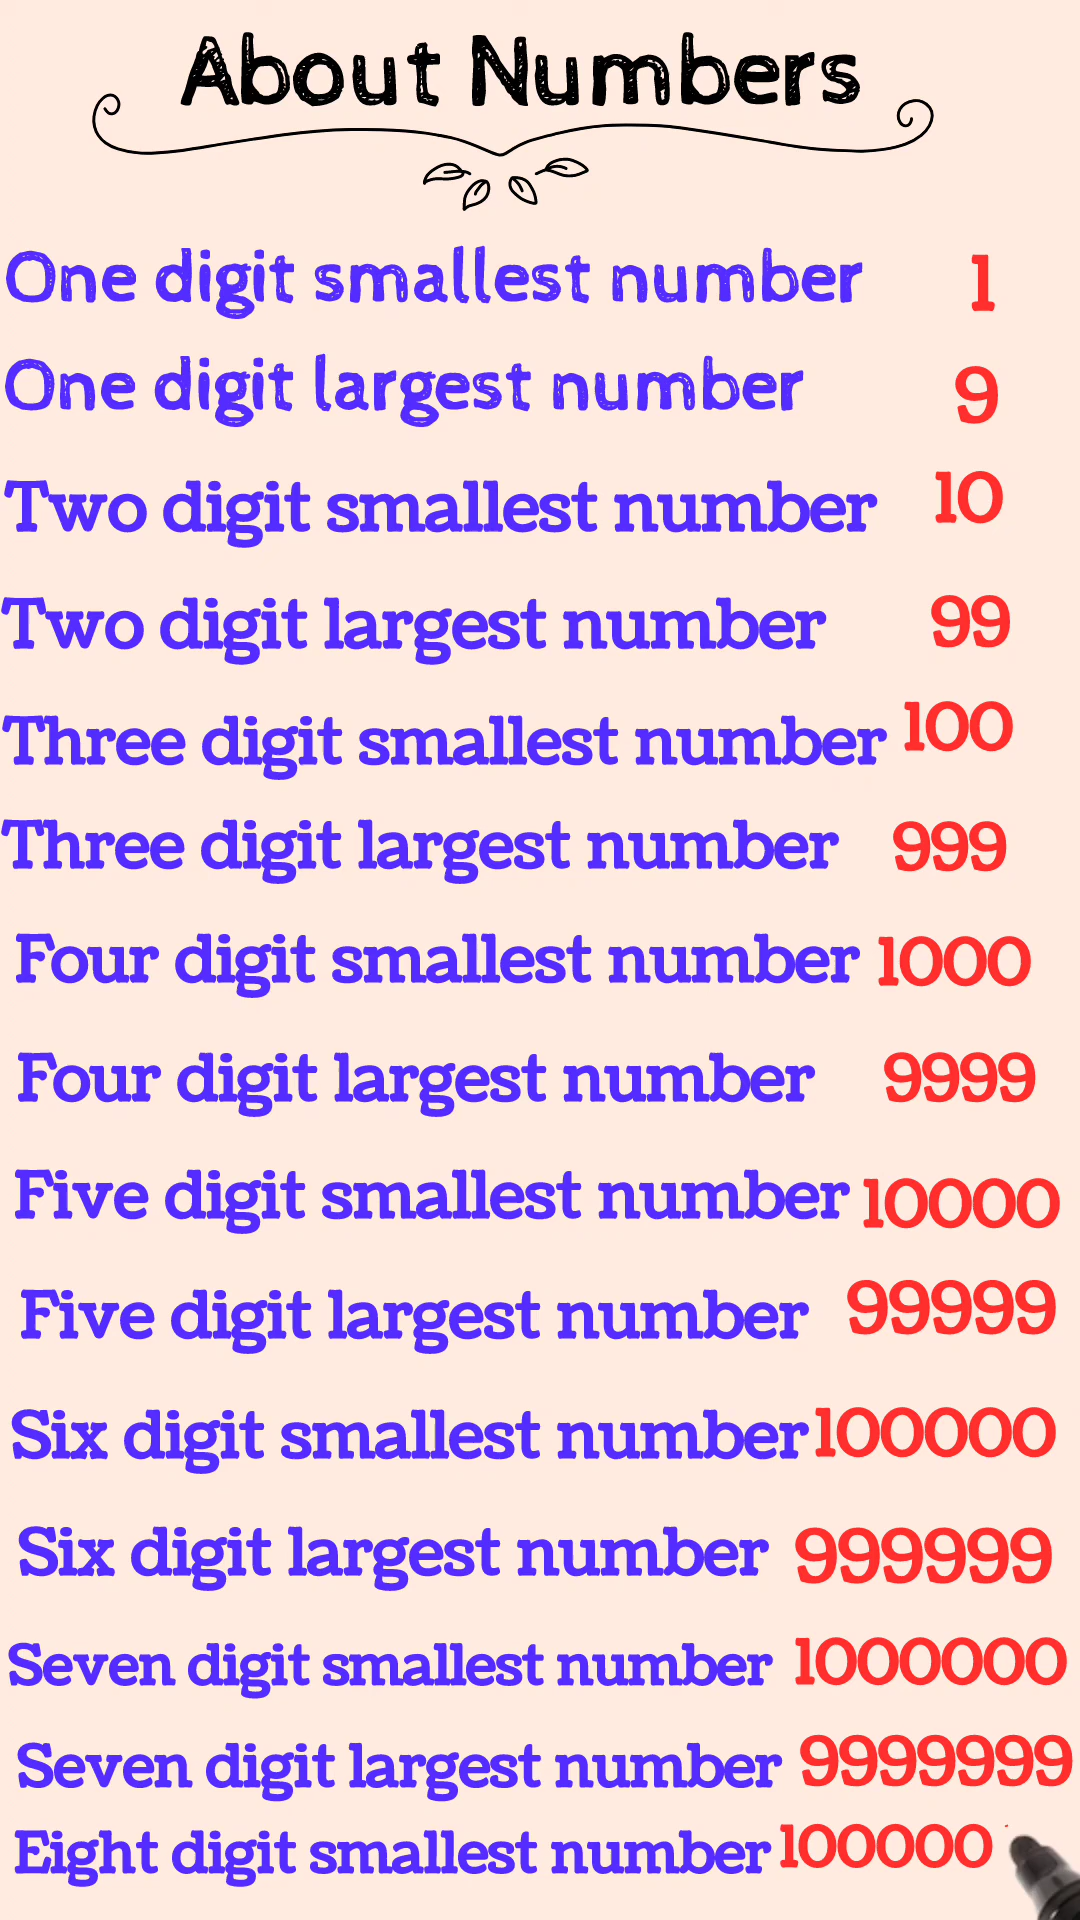 About Numbers
One digit smallest number 1
One digit largest number 9
Two digit smallest number 10
Two digit largest number 99
Three digit smallest number 100
Three digit largest number 999
Four digit smallest number 1000
Four digit largest number 9999
Five digit smallest number 10000
Five digit largest number 99999
Six digit smallest number 100000
Six digit largest number 999999
Seven digit smallest number 1000000
Seven digit largest number 9999999
Eight digit smallest number 100000